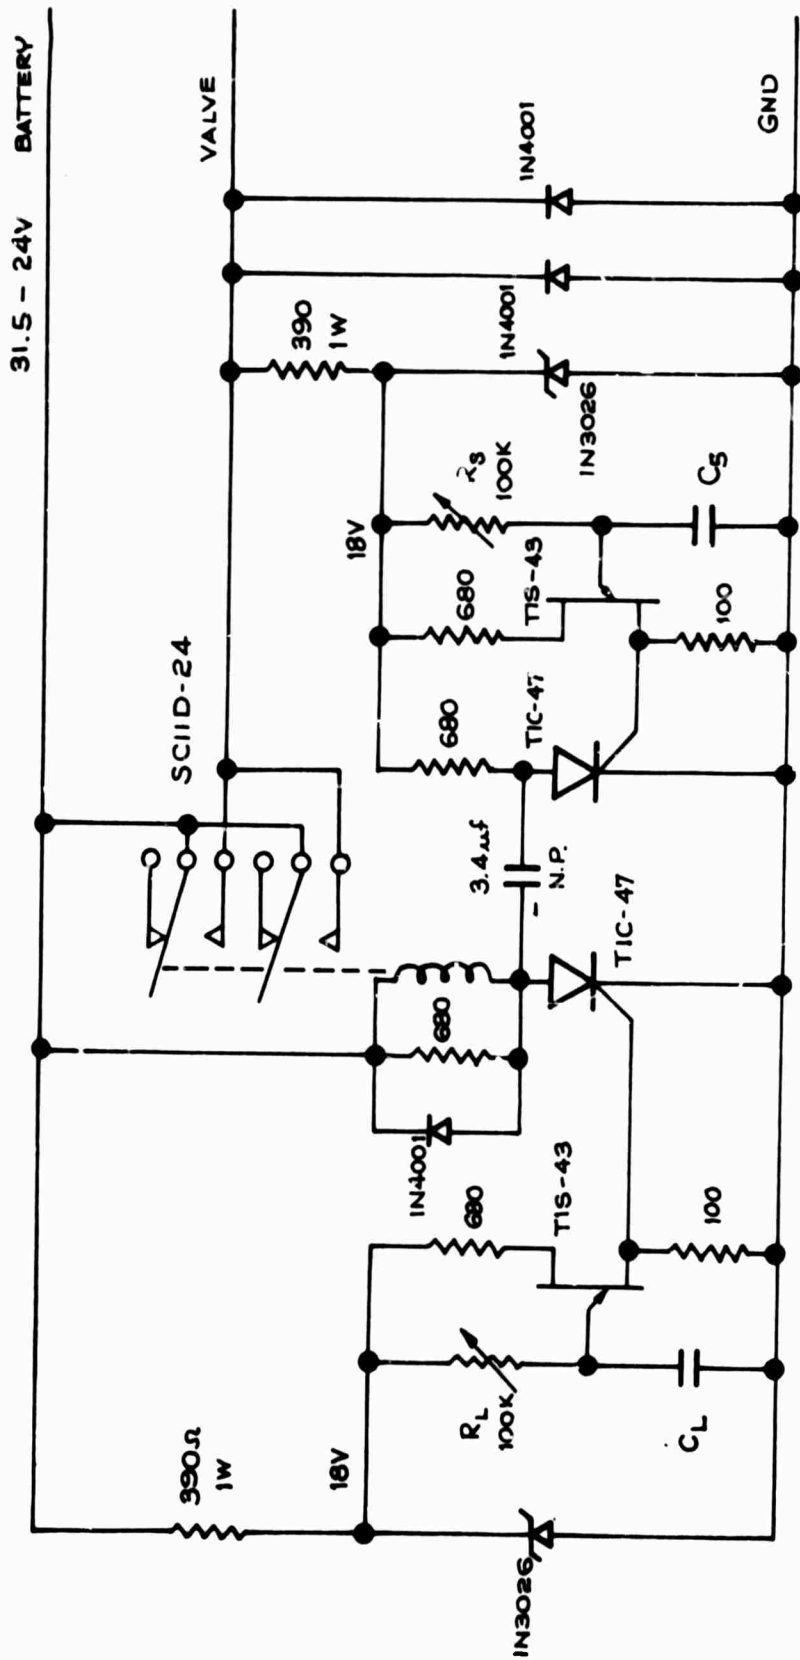 31.5 - 24V BATTERY
VALVE
GND
SC11D-24
390Ω
1W
18V
1N3026
RL
100K
CL
680
TIS-43
100
1N4001
680
TIC-47
3.4µf
-
N.P.
680
TIC-47
680
TIS-43
100
18V
RS
100K
CS
390
1W
1N3026
1N4001
1N4001